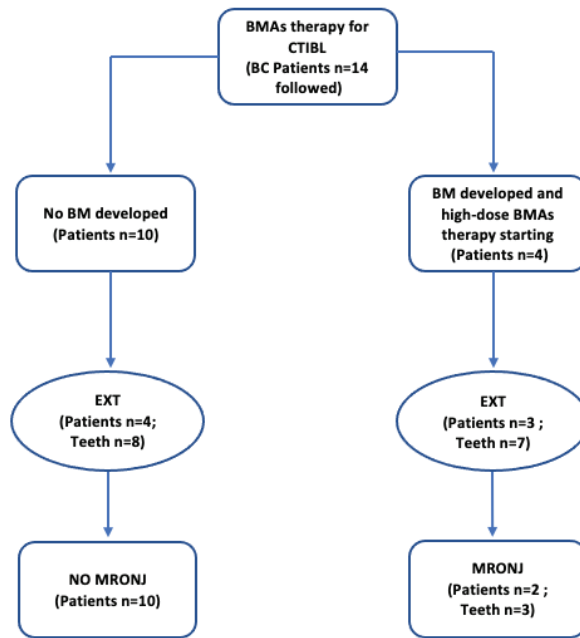 BMAs therapy for
CTIBL
(BC Patients n=14
followed)
No BM developed
(Patients n=10)
BM developed and
high-dose BMAs
therapy starting
(Patients n=4)
EXT
(Patients n=4;
Teeth n=8)
EXT
(Patients n=3 ;
Teeth n=7)
NO MRONJ
(Patients n=10)
MRONJ
(Patients n=2 ;
Teeth n=3)